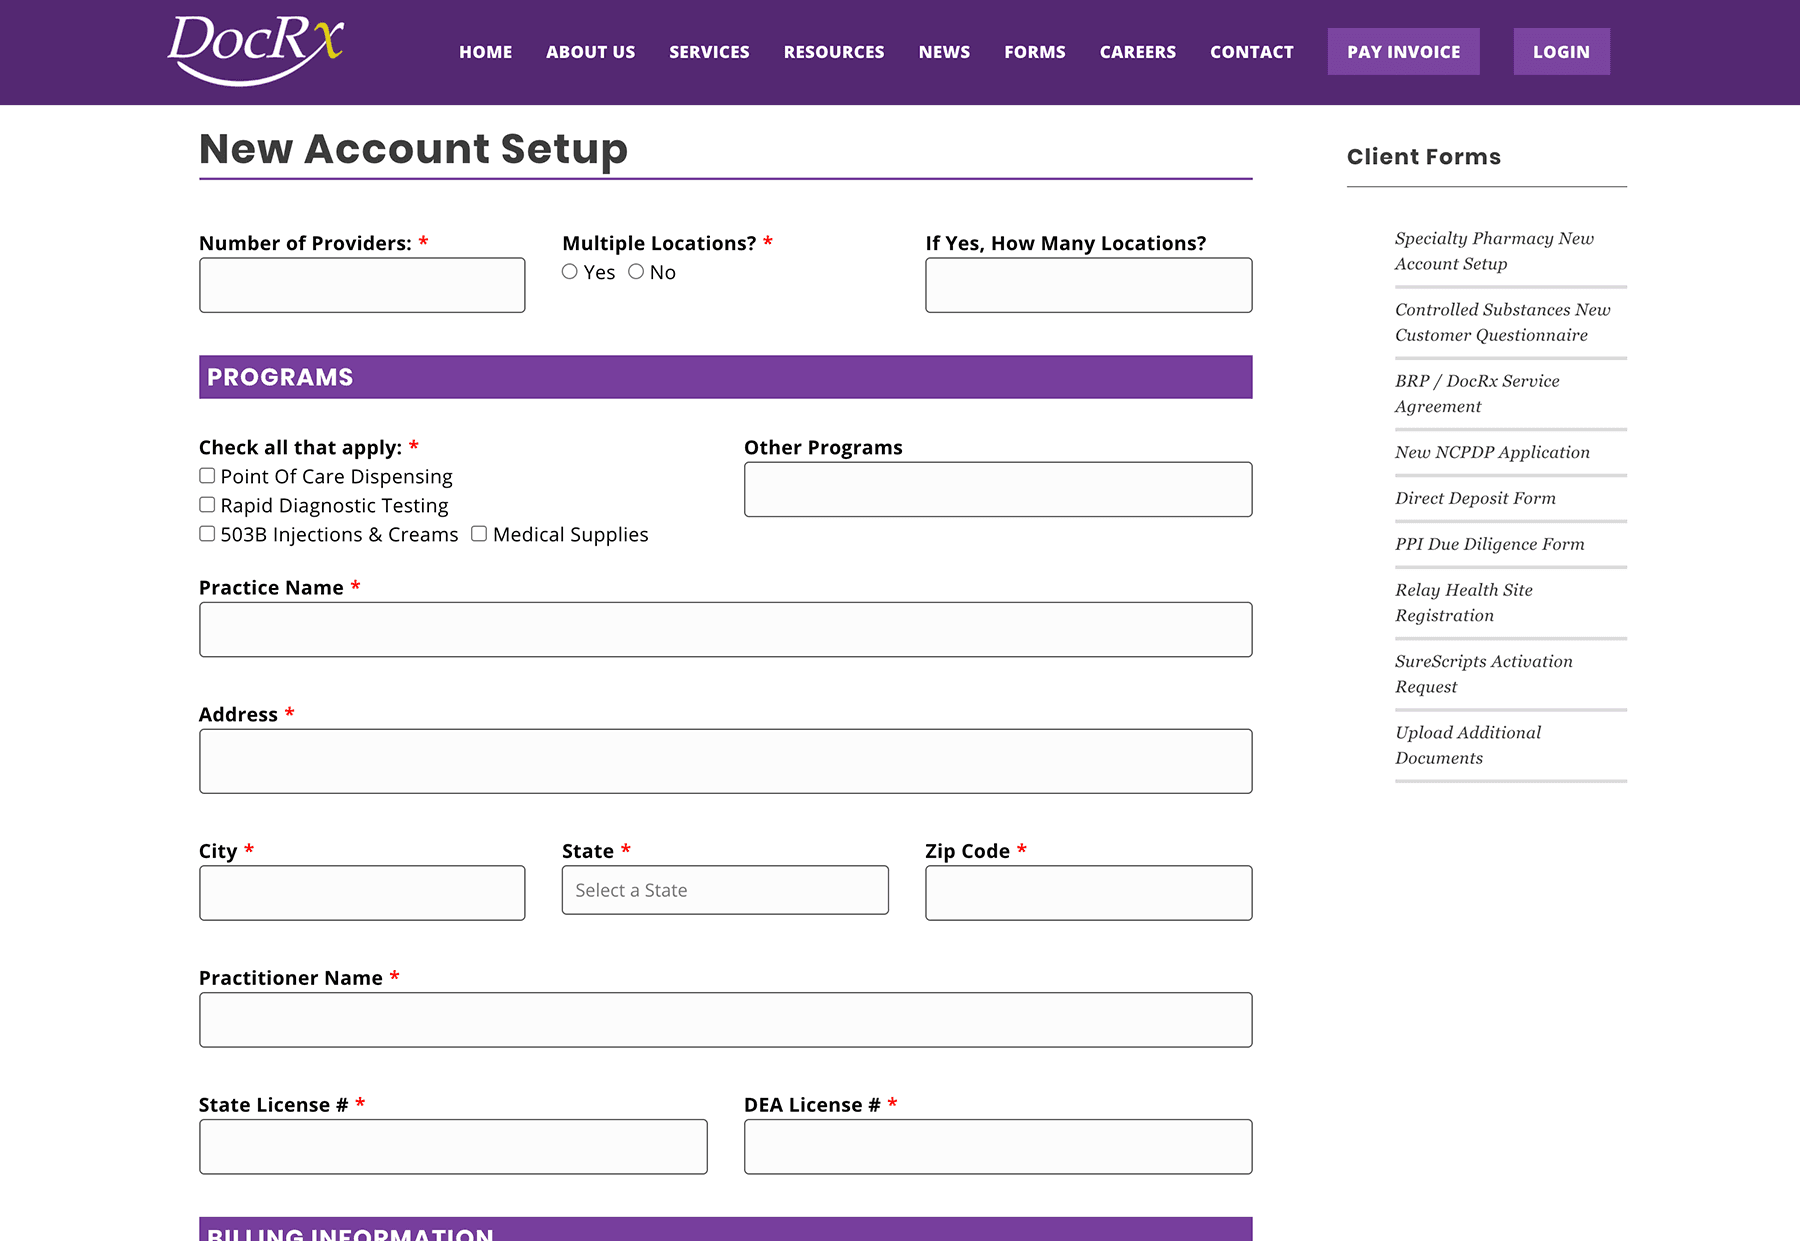 DocRx
HOME ABOUT US SERVICES RESOURCES NEWS FORMS CAREERS CONTACT PAY INVOICE LOGIN
New Account Setup
Number of Providers: * Multiple Locations? * If Yes, How Many Locations?
Yes No
PROGRAMS
Check all that apply: * Other Programs
Point Of Care Dispensing
Rapid Diagnostic Testing
503B Injections & Creams Medical Supplies
Practice Name *
Address *
City * State * Zip Code *
Select a State
Practitioner Name *
State License # * DEA License # *
BILLING INFORMATION
Client Forms
Specialty Pharmacy New
Account Setup
Controlled Substances New
Customer Questionnaire
BRP / DocRx Service
Agreement
New NCPDP Application
Direct Deposit Form
PPI Due Diligence Form
Relay Health Site
Registration
SureScripts Activation
Request
Upload Additional
Documents